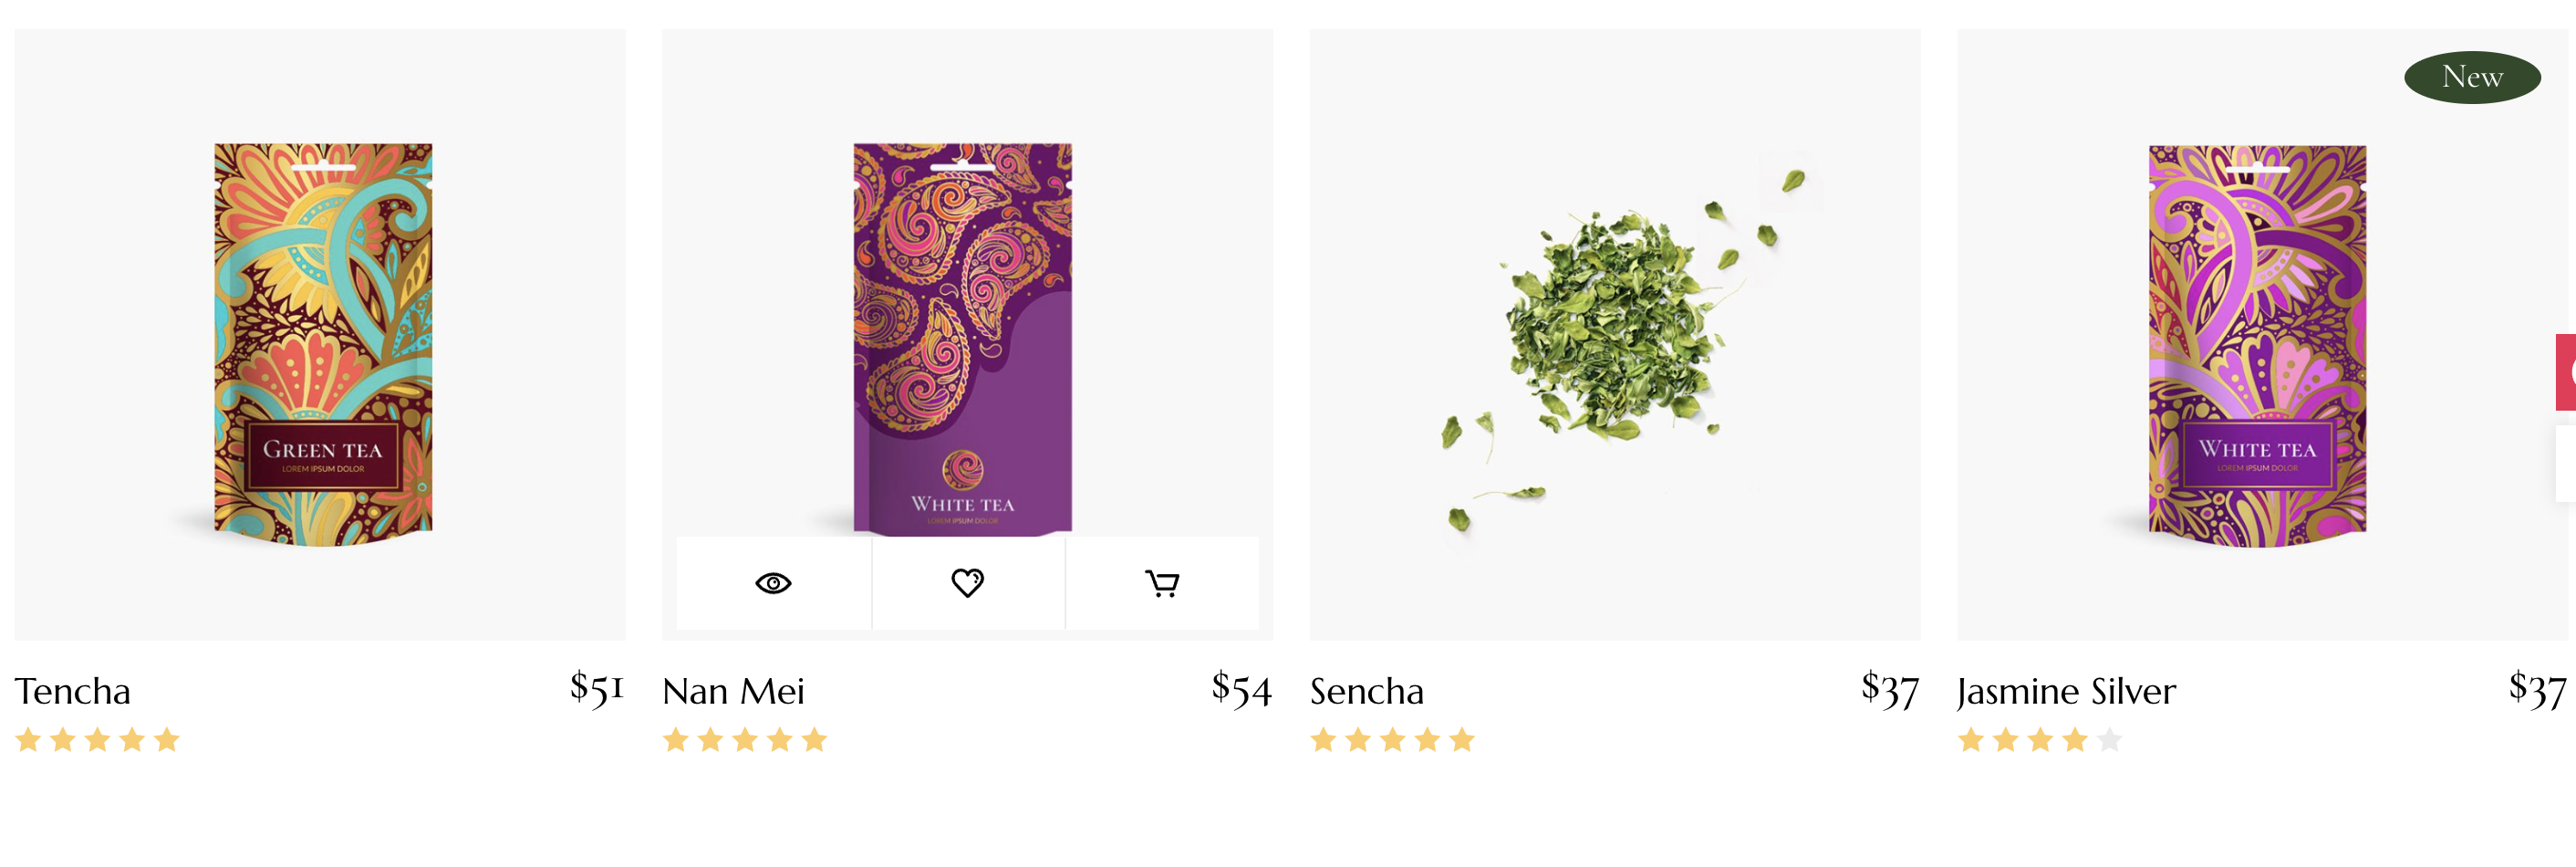 New
GREEN TEA
LOREM IPSUM DOLOR
WHITE TEA
LOREM IPSUM DOLOR
WHITE TEA
LOREM IPSUM DOLOR
Tencha $51
Nan Mei $54
Sencha $37
Jasmine Silver $37